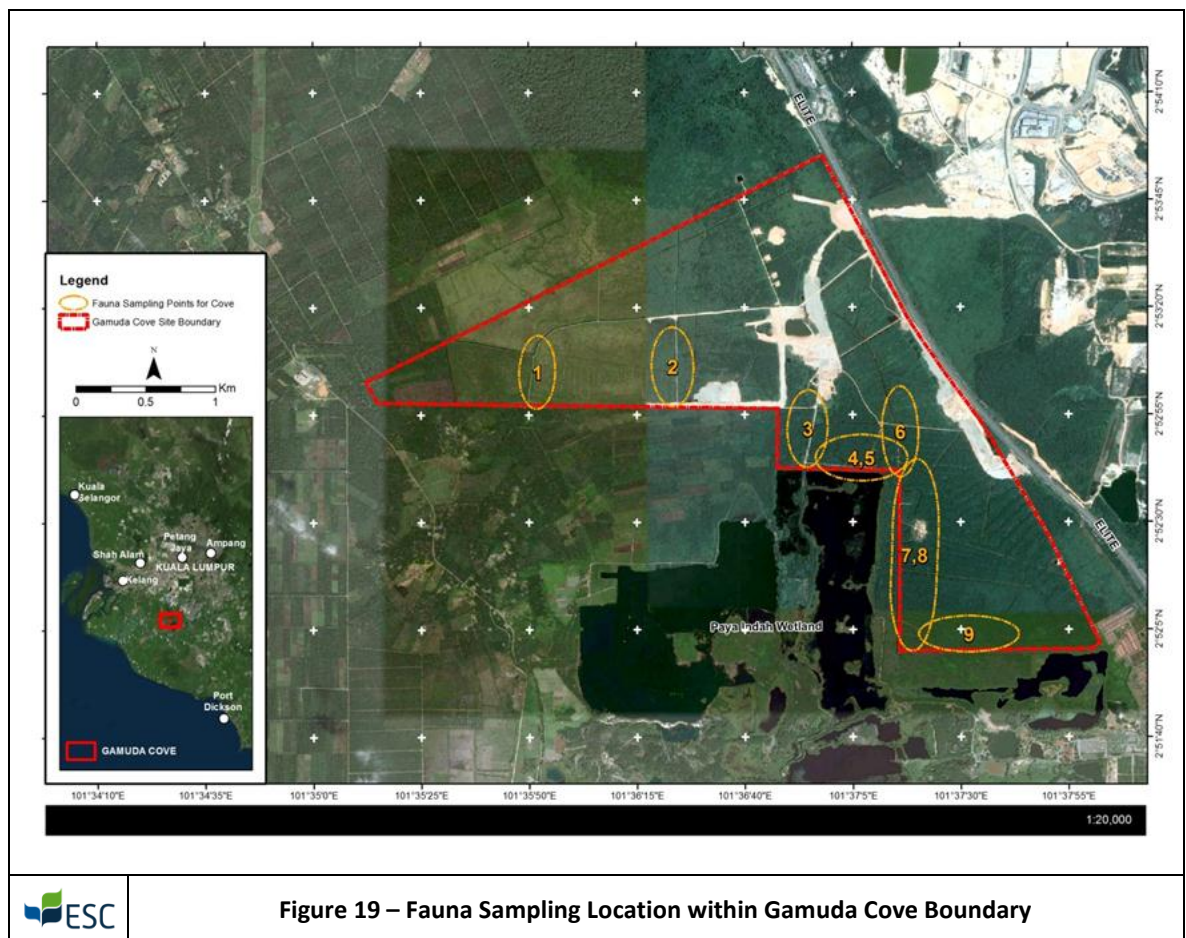 ELITE
ELITE
2°54'10"N
2°53'45"N
2°53'20"N
2°52'55"N
2°52'30"N
2°52'5"N
2°51'40"N
Legend
Fauna Sampling Points for Cove
Gamuda Cove Site Boundary
N
Km
0 0.5 1
Kuala
Selangor
Petang
Jaya
Ampang
Shah Alam
KUALA LUMPUR
Kelang
Port
Dickson
GAMUDA COVE
1
2
3
4,5
6
7,8
9
Paya Indah Wetland
101°34'10"E 101°34'35"E 101°35'0"E 101°35'25"E 101°35'50"E 101°36'15"E 101°36'40"E 101°37'5"E 101°37'30"E 101°37'55"E
1:20,000
ESC
Figure 19 – Fauna Sampling Location within Gamuda Cove Boundary